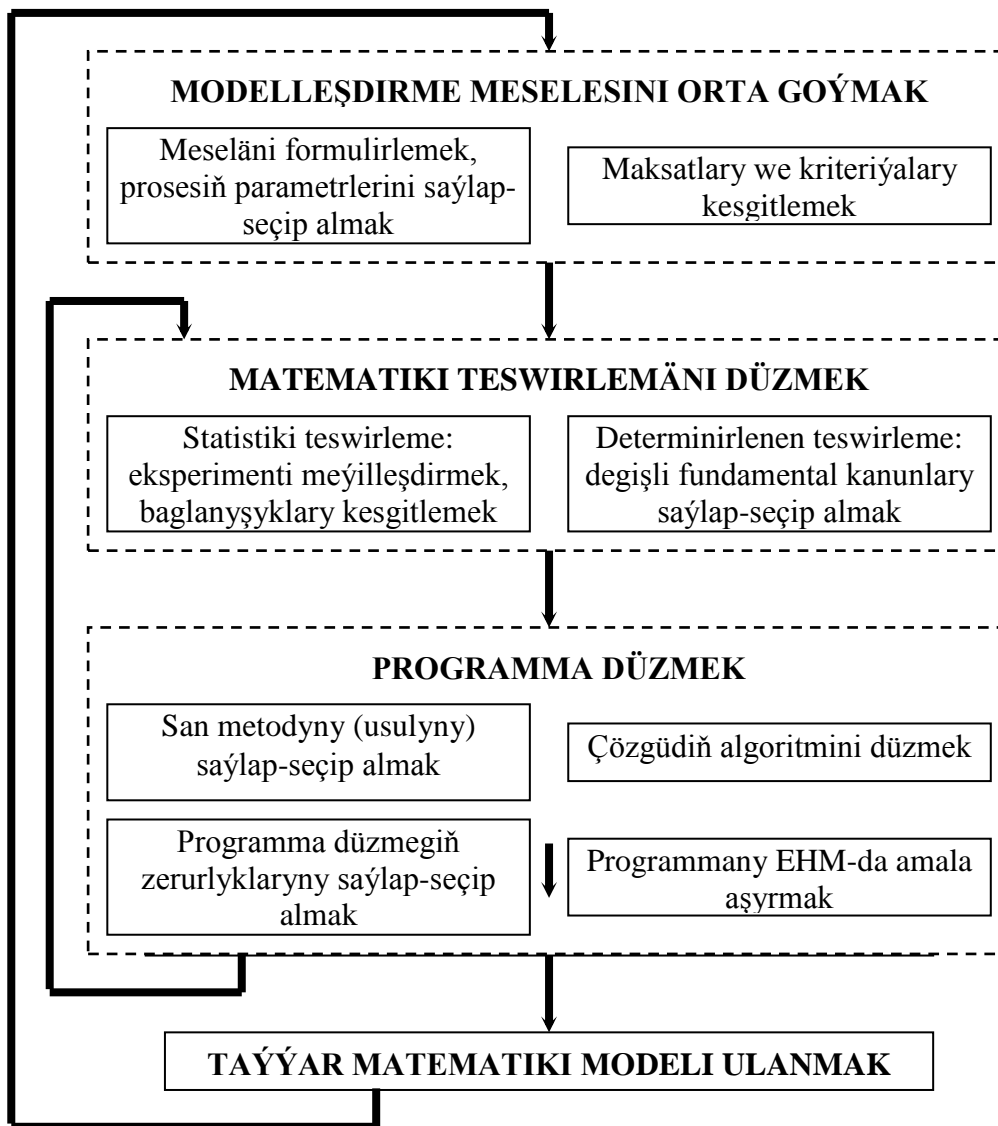 MODELLEŞDIRME MESELESINI ORTA GOÝMAK
Meseläni formulirlemek,
prosesiň parametrlerini saýlap-
seçip almak
Maksatlary we kriteriýalary
kesgitlemek
MATEMATIKI TESWIRLEMÄNI DÜZMEK
Statistiki teswirleme:
eksperimenti meýilleşdirmek,
baglanyşyklary kesgitlemek
Determinirlenen teswirleme:
degişli fundamental kanunlary
saýlap-seçip almak
PROGRAMMA DÜZMEK
San metodyny (usulyny)
saýlap-seçip almak
Çözgüdiň algoritmini düzmek
Programma düzmegiň
zerurlyklaryny saýlap-seçip
almak
Programmany EHM-da amala
aşyrmak
TAÝÝAR MATEMATIKI MODELI ULANMAK